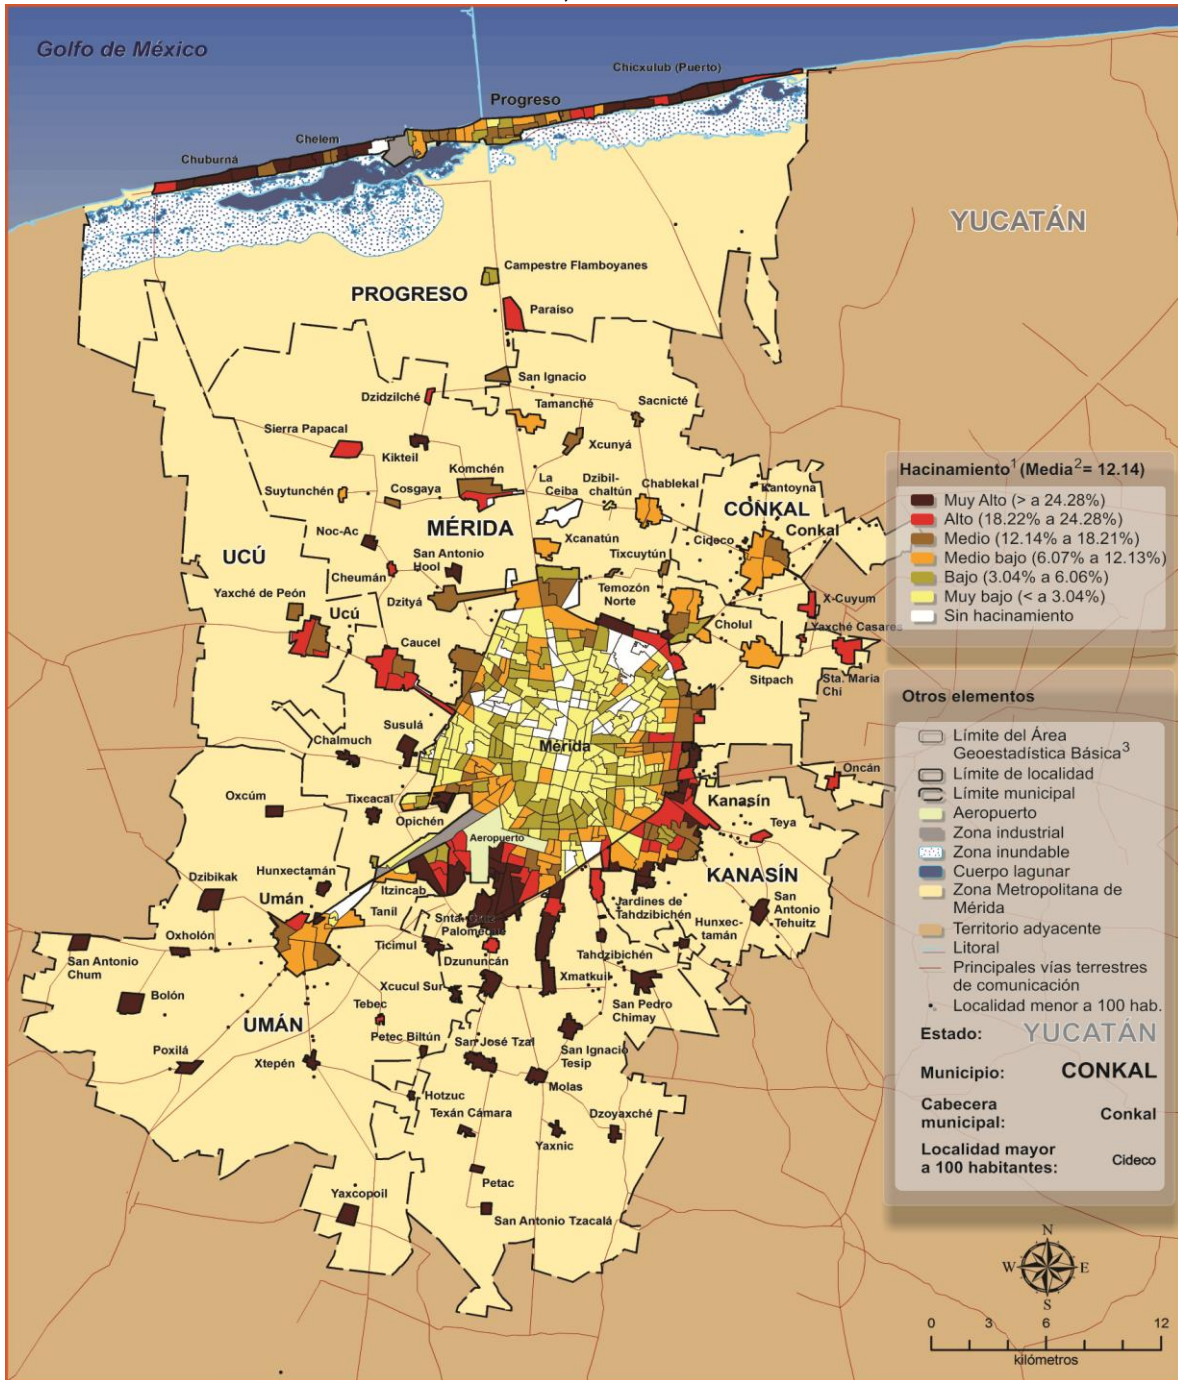 Golfo de México
Chicxulub (Puerto)
Progreso
Chelem
Chuburná
YUCATÁN
Campestre Flamboyanes
PROGRESO
Paraíso
San Ignacio
Dzidzilché
Tamanché
Sacnicté
Sierra Papacal
Xcunyá
Kikteil
Komchén
La
Ceiba
Dzibil-
chaltún
Chablekal
Suytunchén
Cosgaya
Kantoyna
CONKAL
Conkal
MÉRIDA
Noc-Ac
Xcanatún
Cideco
UCÚ
San Antonio
Hool
Tixcuytún
Cheumán
Temozón
Norte
Yaxché de Peón
Dzityá
X-Cuyum
Ucú
Cholul
Yaxché Casares
Caucel
Sitpach
Sta. María
Chí
Susulá
Chalmuch
Mérida
Oncán
Oxcúm
Tixcacal
Opichén
Kanasín
Teya
Aeropuerto
Hunxectamán
KANASÍN
Dzibikak
Itzincab
Umán
Tanil
Snta. Cruz
Palomeque
Jardines de
Tahdzibichén
Hunxec-
tamán
San
Antonio
Tehuitz
Oxholón
Ticimul
San Antonio
Chum
Dzununcán
Tahdzibichén
Xmatkuil
Bolón
Xcucul Sur
San Pedro
Chimay
Tebec
UMÁN
Petec Biltún
San José Tzal
San Ignacio
Tesip
Poxilá
Xtepén
Molas
Hotzuc
Texán Cámara
Dzoyaxché
Yaxnic
Petac
Yaxcopoil
San Antonio Tzacalá
Hacinamiento¹ (Media²= 12.14)
Muy Alto (> a 24.28%)
Alto (18.22% a 24.28%)
Medio (12.14% a 18.21%)
Medio bajo (6.07% a 12.13%)
Bajo (3.04% a 6.06%)
Muy bajo (< a 3.04%)
Sin hacinamiento
Otros elementos
Límite del Área
Geoestadística Básica³
Límite de localidad
Límite municipal
Aeropuerto
Zona industrial
Zona inundable
Cuerpo lagunar
Zona Metropolitana de
Mérida
Territorio adyacente
Litoral
Principales vías terrestres
de comunicación
Localidad menor a 100 hab.
Estado: YUCATÁN
Municipio: CONKAL
Cabecera
municipal: Conkal
Localidad mayor
a 100 habitantes: Cideco
N
W E
S
0 3 6 12
kilómetros